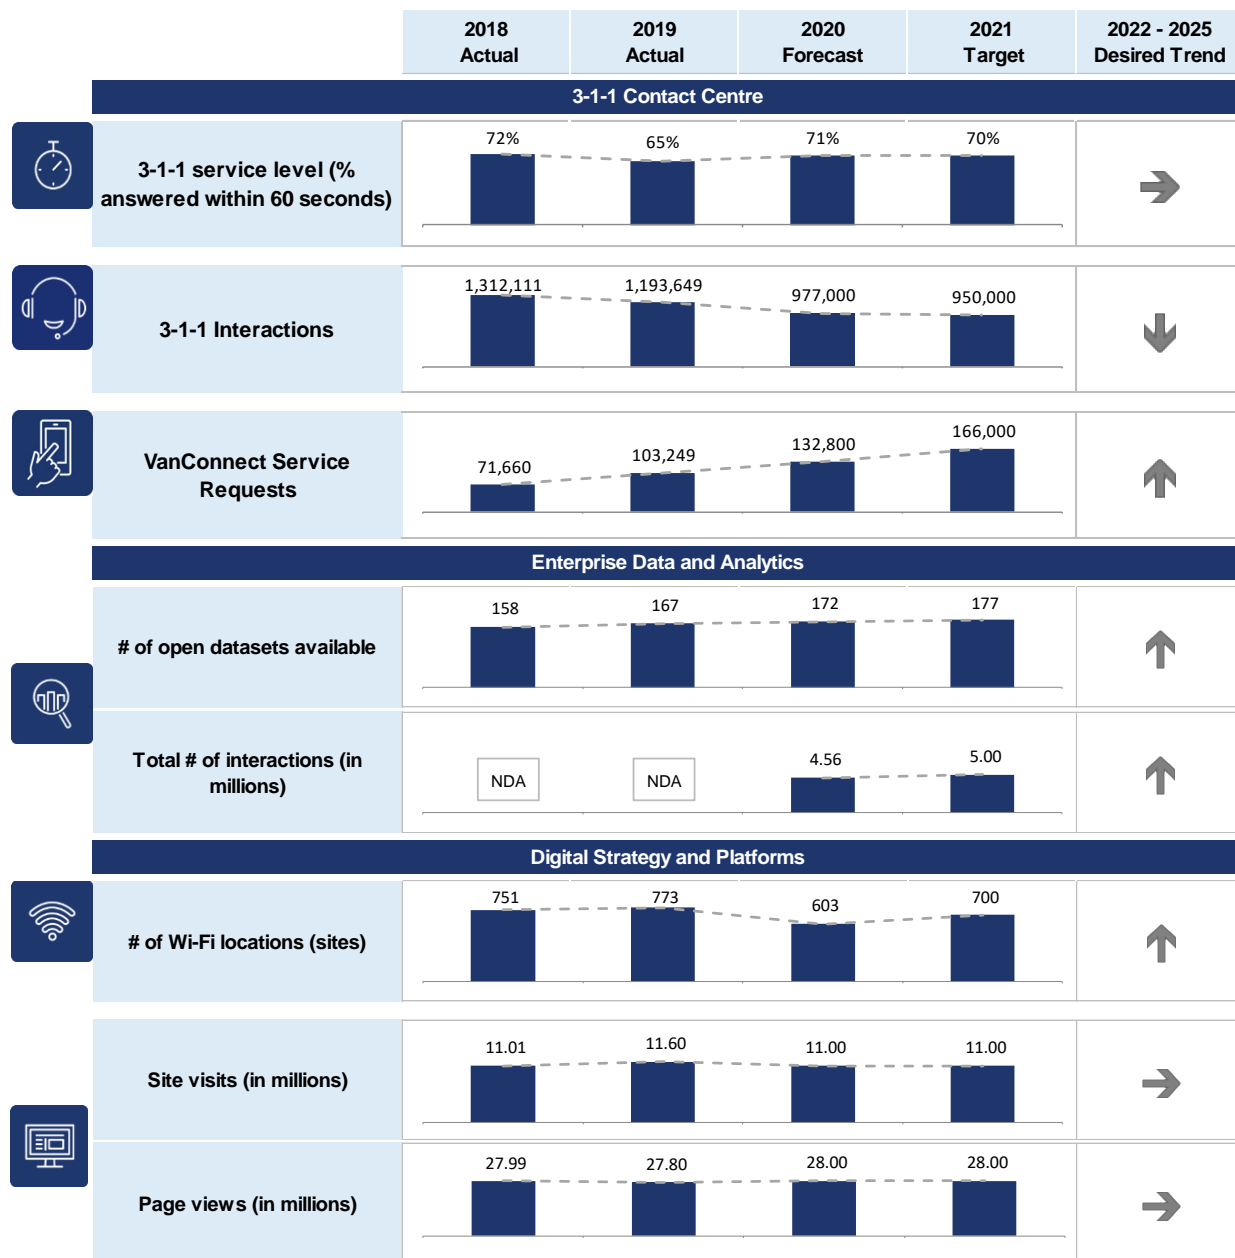 2018 Actual
2019 Actual
2020 Forecast
2021 Target
2022 - 2025 Desired Trend
3-1-1 Contact Centre
3-1-1 service level (%
answered within 60 seconds)
72%
65%
71%
70%
3-1-1 Interactions
1,312,111
1,193,649
977,000
950,000
VanConnect Service
Requests
71,660
103,249
132,800
166,000
Enterprise Data and Analytics
# of open datasets available
158
167
172
177
Total # of interactions (in
millions)
NDA
NDA
4.56
5.00
Digital Strategy and Platforms
# of Wi-Fi locations (sites)
751
773
603
700
Site visits (in millions)
11.01
11.60
11.00
11.00
Page views (in millions)
27.99
27.80
28.00
28.00